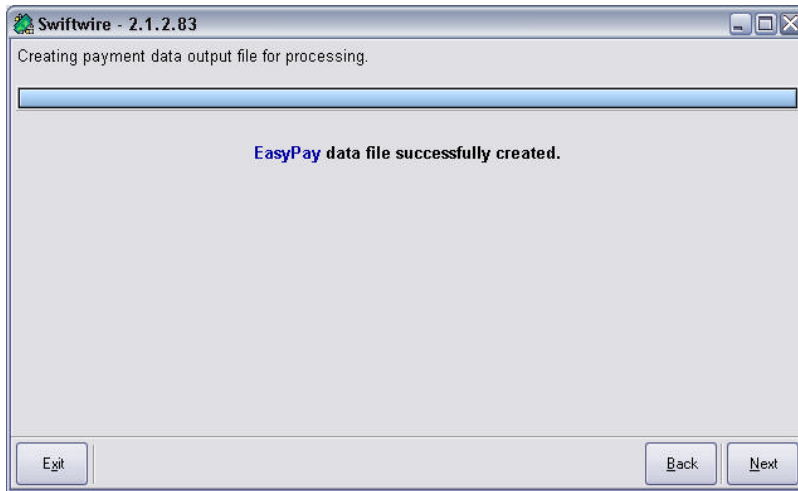 Swiftwire - 2.1.2.83
Creating payment data output file for processing.
EasyPay data file successfully created.
Exit
Back
Next